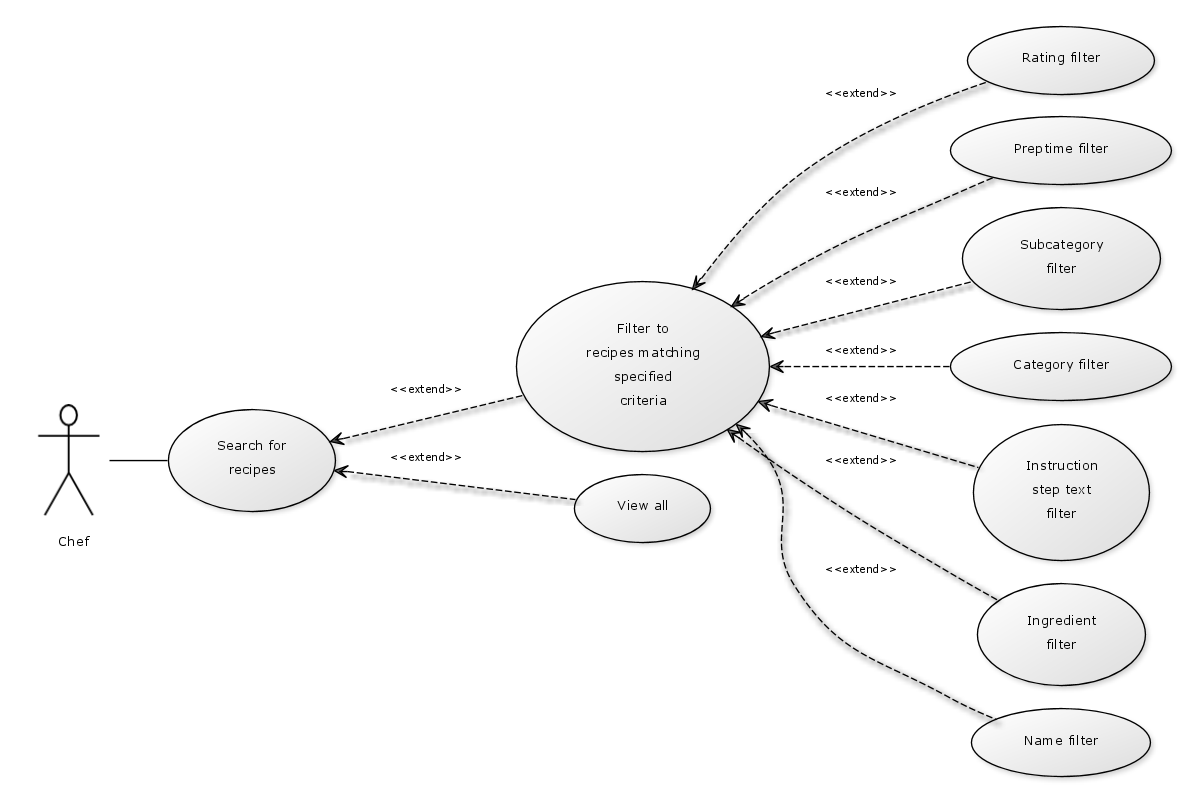 Rating filter
<<extend>>
Preptime filter
<<extend>>
Subcategory
filter
<<extend>>
Filter to
recipes matching
specified
criteria
<<extend>>
Category filter
<<extend>>
<<extend>>
Search for
recipes
<<extend>>
<<extend>>
Instruction
step text
filter
View all
Chef
<<extend>>
Ingredient
filter
Name filter